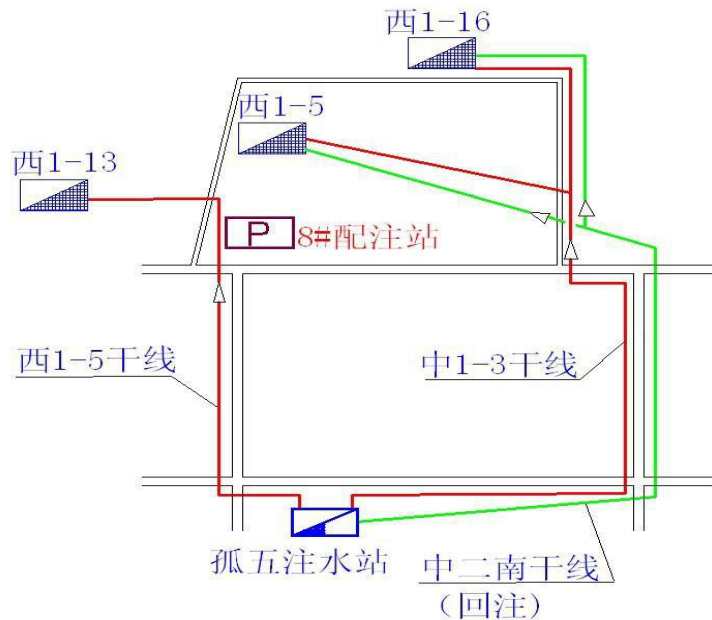 西1-16
西1-5
西1-13
P 8#配注站
西1-5干线
中1-3干线
孤五注水站
中二南干线
（回注）